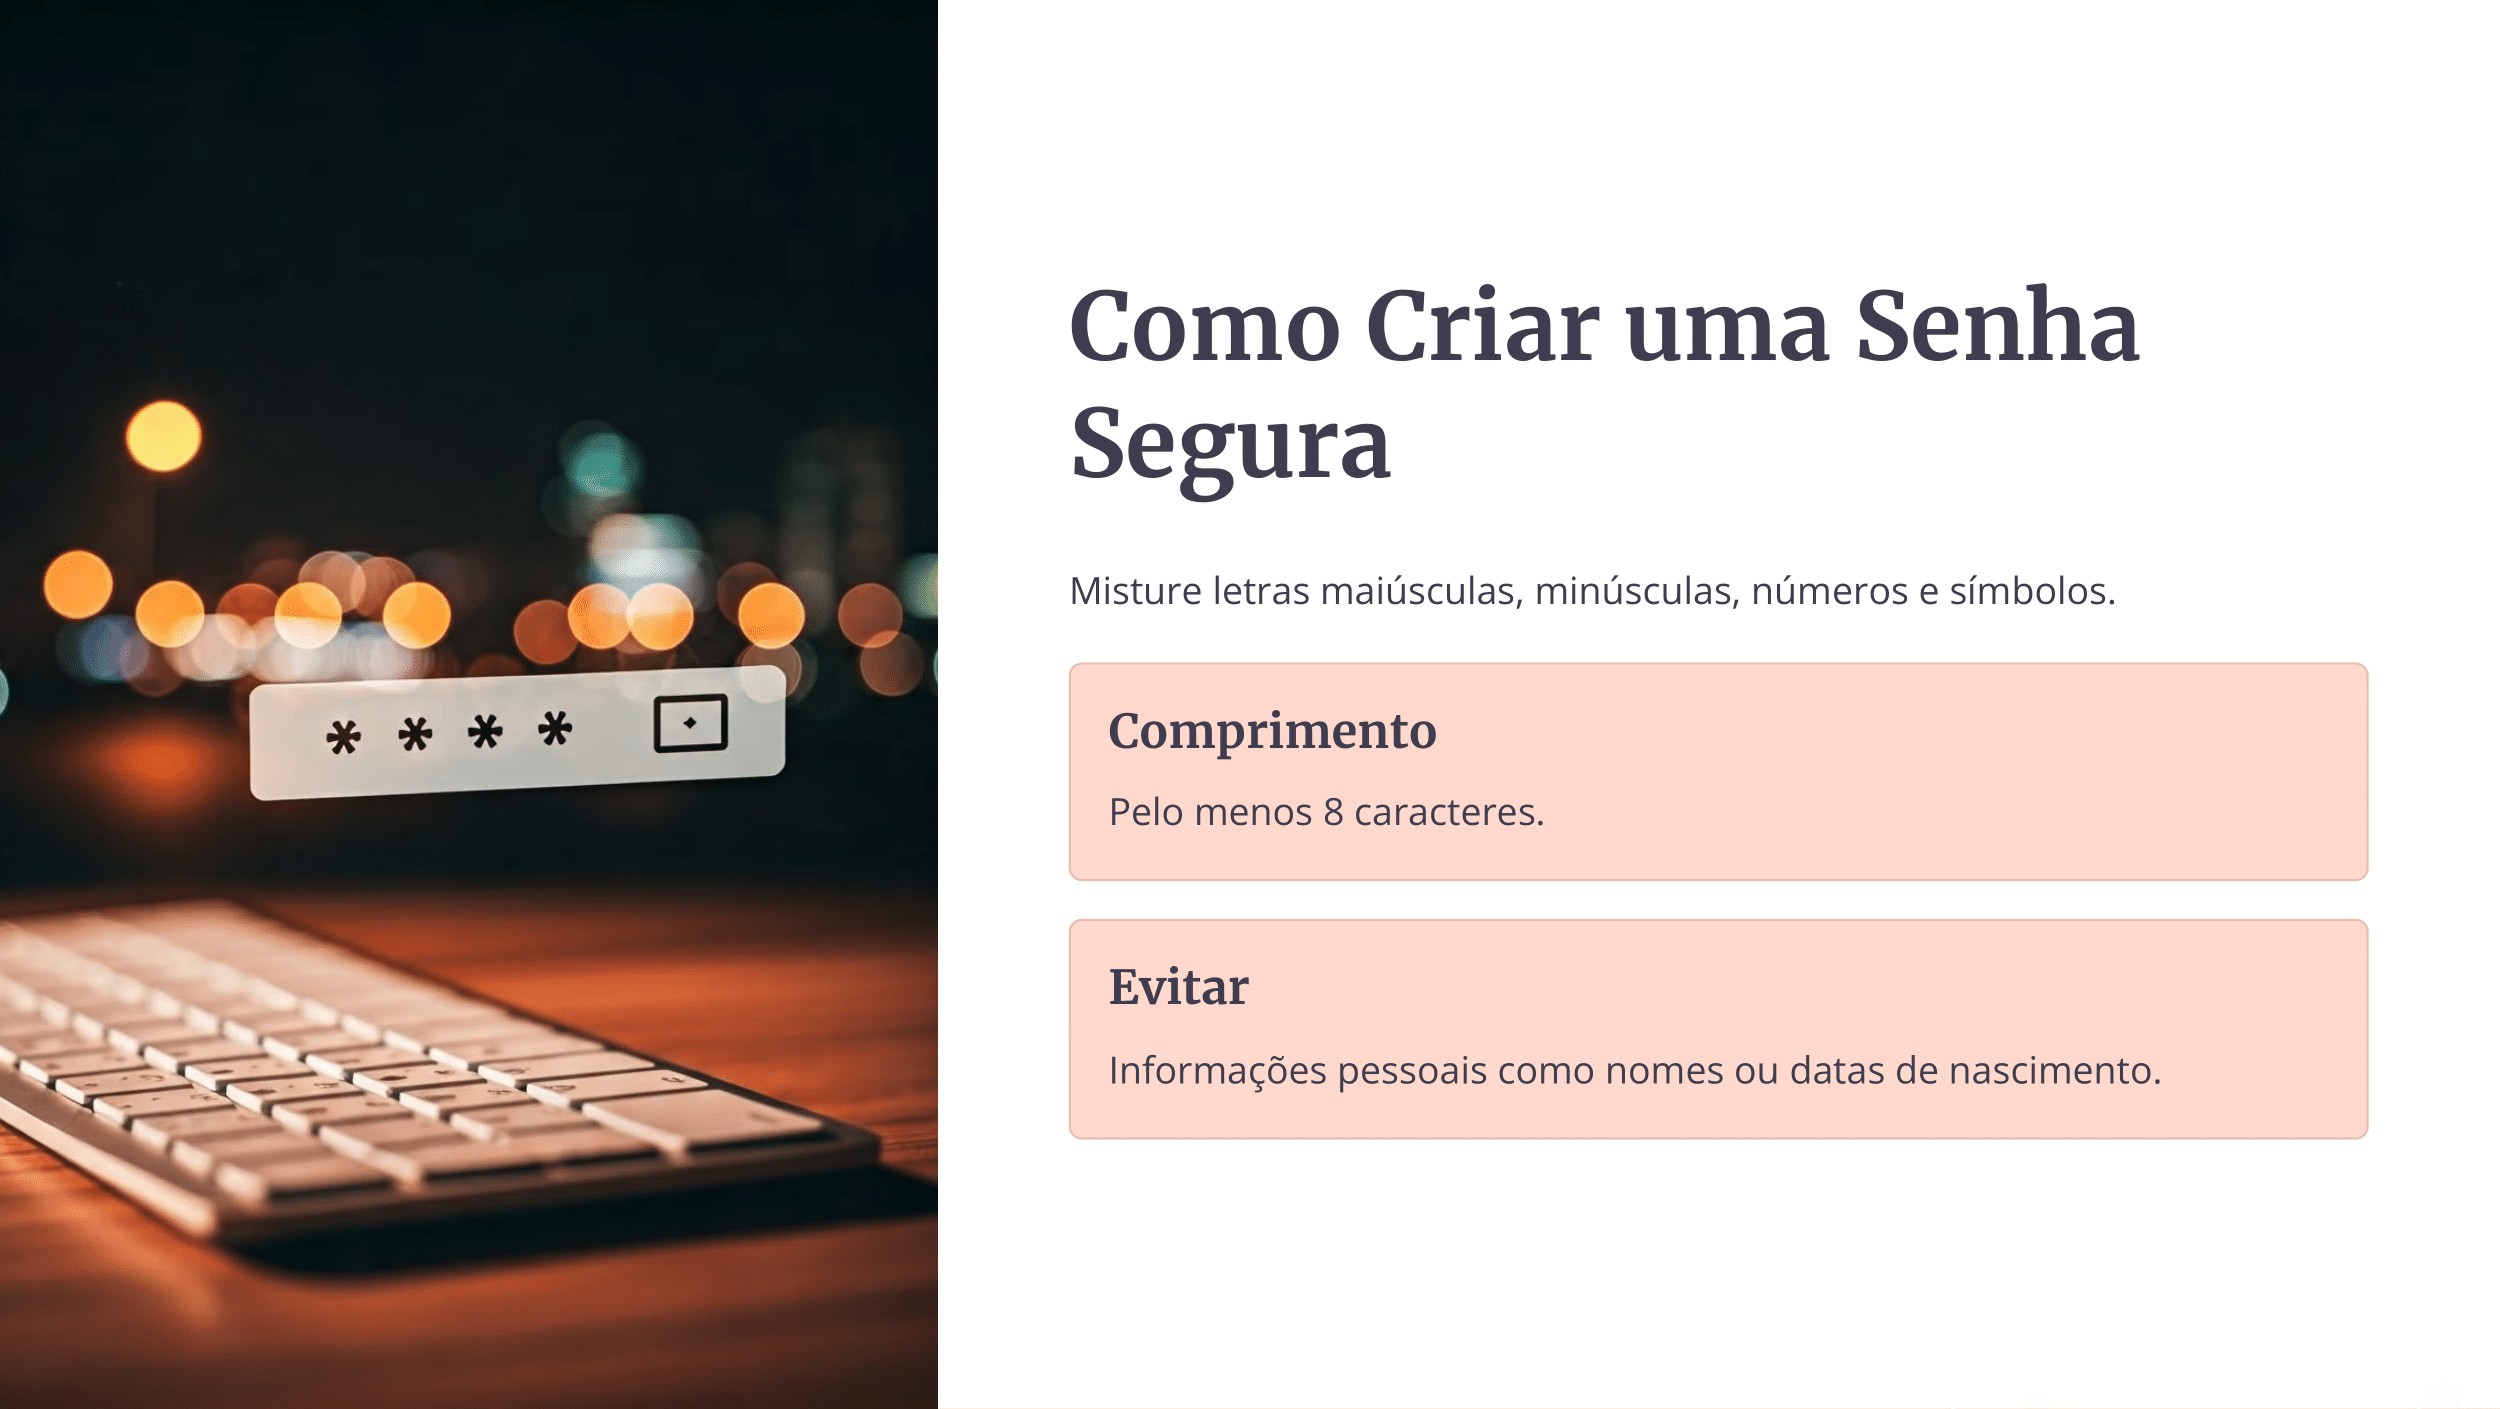 * * * *
Como Criar uma Senha
Segura
Misture letras maiúsculas, minúsculas, números e símbolos.
Comprimento
Pelo menos 8 caracteres.
Evitar
Informações pessoais como nomes ou datas de nascimento.